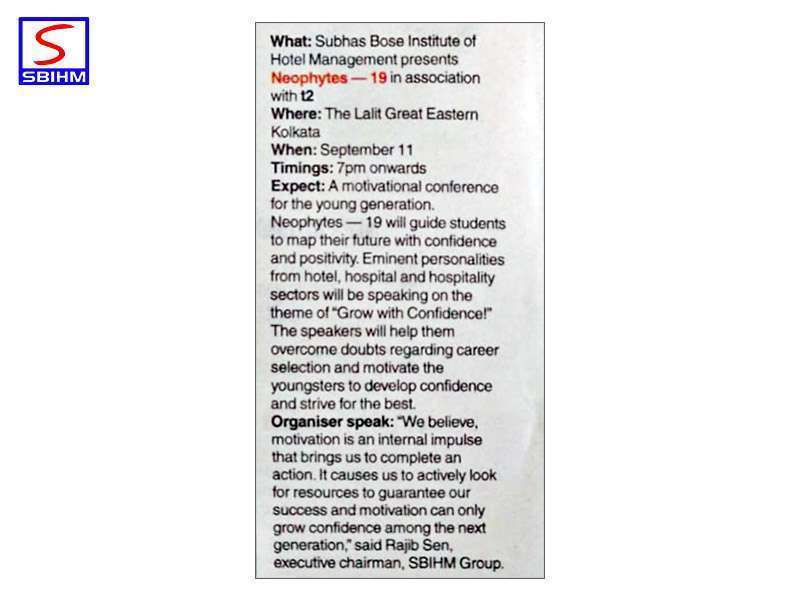 SBIHM
What: Subhas Bose Institute of
Hotel Management presents
Neophytes — 19 in association
with t2
Where: The Lalit Great Eastern
Kolkata
When: September 11
Timings: 7pm onwards
Expect: A motivational conference
for the young generation.
Neophytes — 19 will guide students
to map their future with confidence
and positivity. Eminent personalities
from hotel, hospital and hospitality
sectors will be speaking on the
theme of “Grow with Confidence!”
The speakers will help them
overcome doubts regarding career
selection and motivate the
youngsters to develop confidence
and strive for the best.
Organiser speak: “We believe,
motivation is an internal impulse
that brings us to complete an
action. It causes us to actively look
for resources to guarantee our
success and motivation can only
grow confidence among the next
generation,” said Rajib Sen,
executive chairman, SBIHM Group.